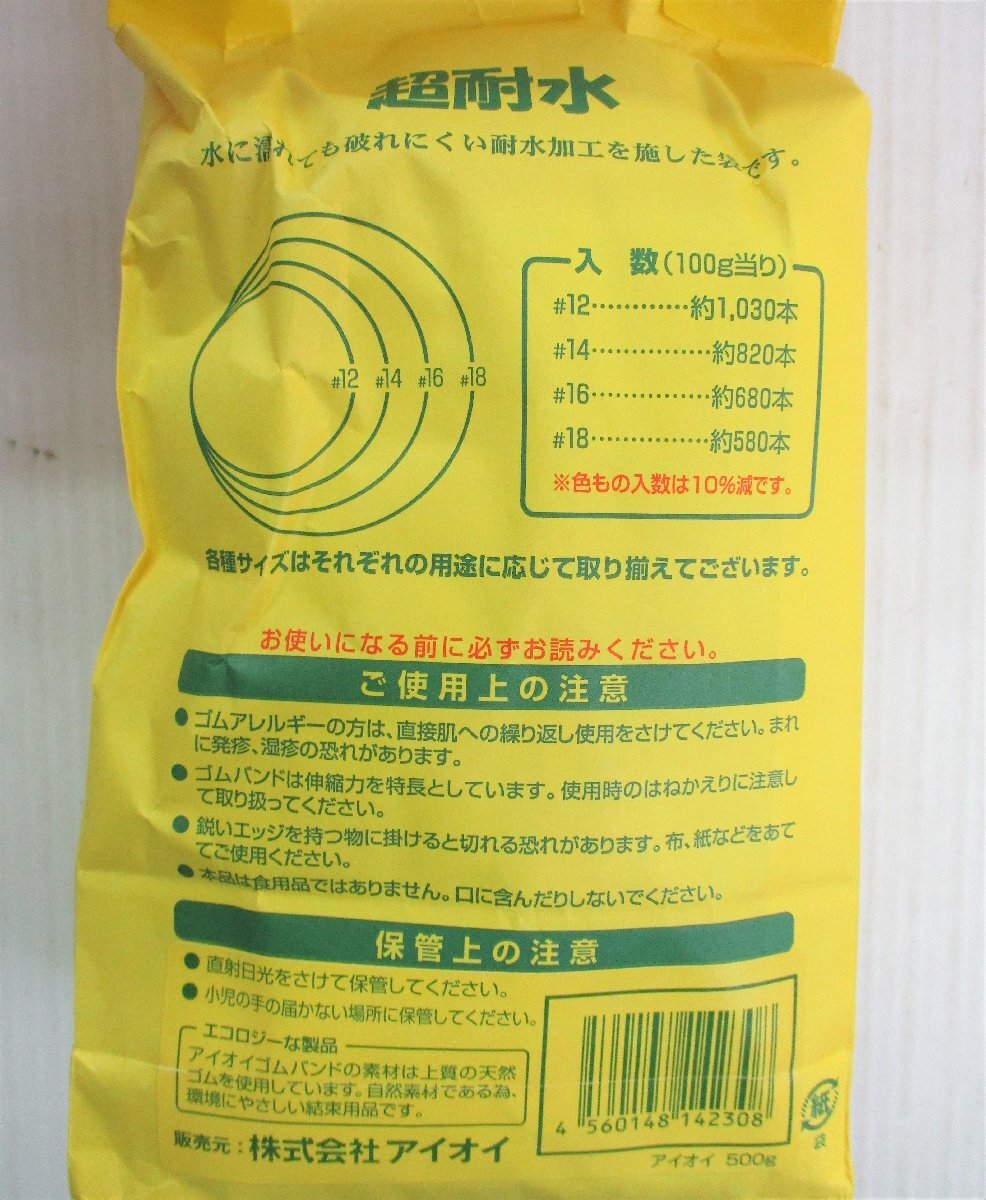 超耐水
水に濡れても破れにくい耐水加工を施した袋です。
#12 #14 #16 #18
入 数(100g当り)
#12…………約1,030本
#14……………約820本
#16……………約680本
#18……………約580本
※色もの入数は10%減です。
各種サイズはそれぞれの用途に応じて取り揃えてございます。
お使いになる前に必ずお読みください。
ご使用上の注意
●ゴムアレルギーの方は、直接肌への繰り返し使用をさけてください。まれ
に発疹、湿疹の恐れがあります。
●ゴムバンドは伸縮力を特長としています。使用時のはねかえりに注意し
て取り扱ってください。
●鋭いエッジを持つ物に掛けると切れる恐れがあります。布、紙などをあて
てご使用ください。
●本品は食用品ではありません。口に含んだりしないでください。
保管上の注意
●直射日光をさけて保管してください。
●小児の手の届かない場所に保管してください。
エコロジーな製品
アイオイゴムバンドの素材は上質の天然
ゴムを使用しています。自然素材である為、
環境にやさしい結束用品です。
販売元:株式会社アイオイ
4 560148 142308
アイオイ 500g
紙
袋